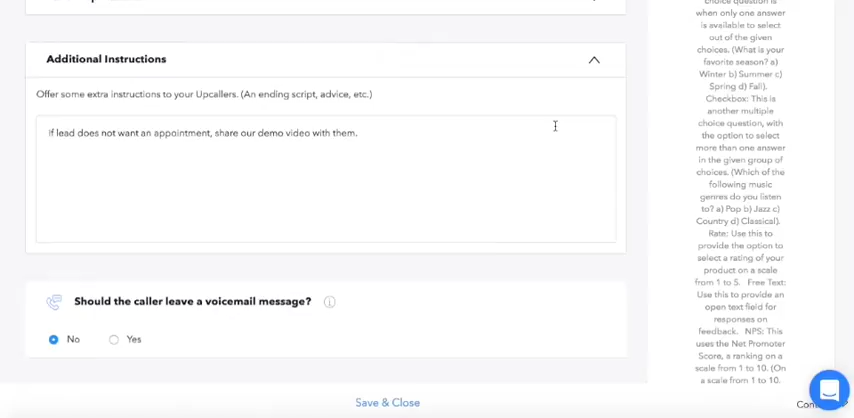 Additional Instructions
Offer some extra instructions to your Upcallers. (An ending script, advice, etc.)
If lead does not want an appointment, share our demo video with them.
Should the caller leave a voicemail message?
No
Yes
Save & Close
choice question is
when only one answer
is available to select
out of the given
choices. (What is your
favorite season? a)
Winter b) Summer c)
Spring d) Fall).
Checkbox: This is
another multiple
choice question, with
the option to select
more than one answer
in the given group of
choices. (Which of the
following music
genres do you listen
to? a) Pop b) Jazz c)
Country d) Classical).
Rate: Use this to
provide the option to
select a rating of your
product on a scale
from 1 to 5. Free Text:
Use this to provide an
open text field for
responses on
feedback. NPS: This
uses the Net Promoter
Score, a ranking on a
scale from 1 to 10. (On
a scale from 1 to 10.